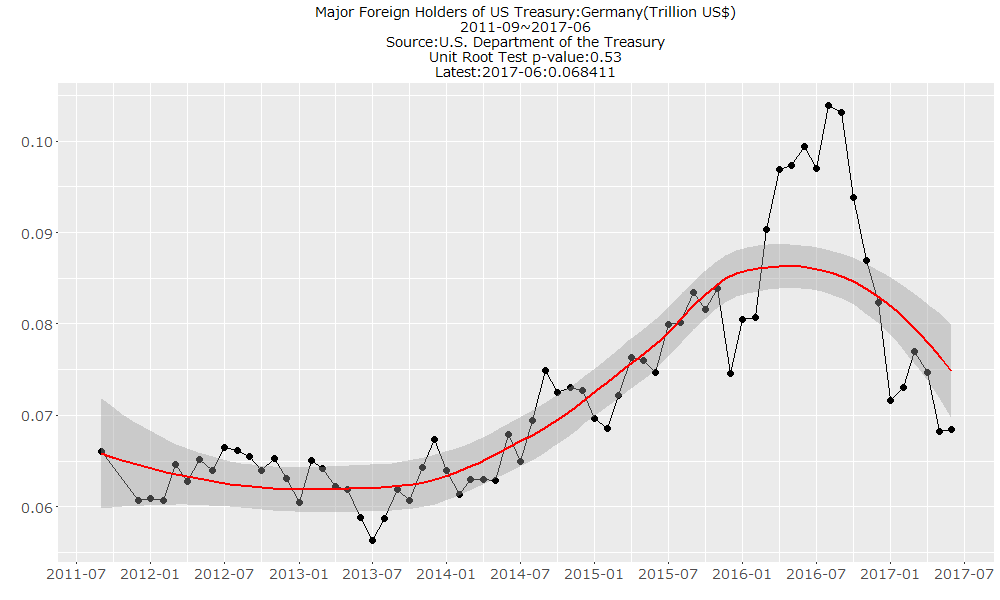 Major Foreign Holders of US Treasury:Germany(Trillion US$)
2011-09~2017-06
Source:U.S. Department of the Treasury
Unit Root Test p-value:0.53
Latest:2017-06:0.068411
0.10
0.09
0.08
0.07
0.06
2011-07 2012-01 2012-07 2013-01 2013-07 2014-01 2014-07 2015-01 2015-07 2016-01 2016-07 2017-01 2017-07